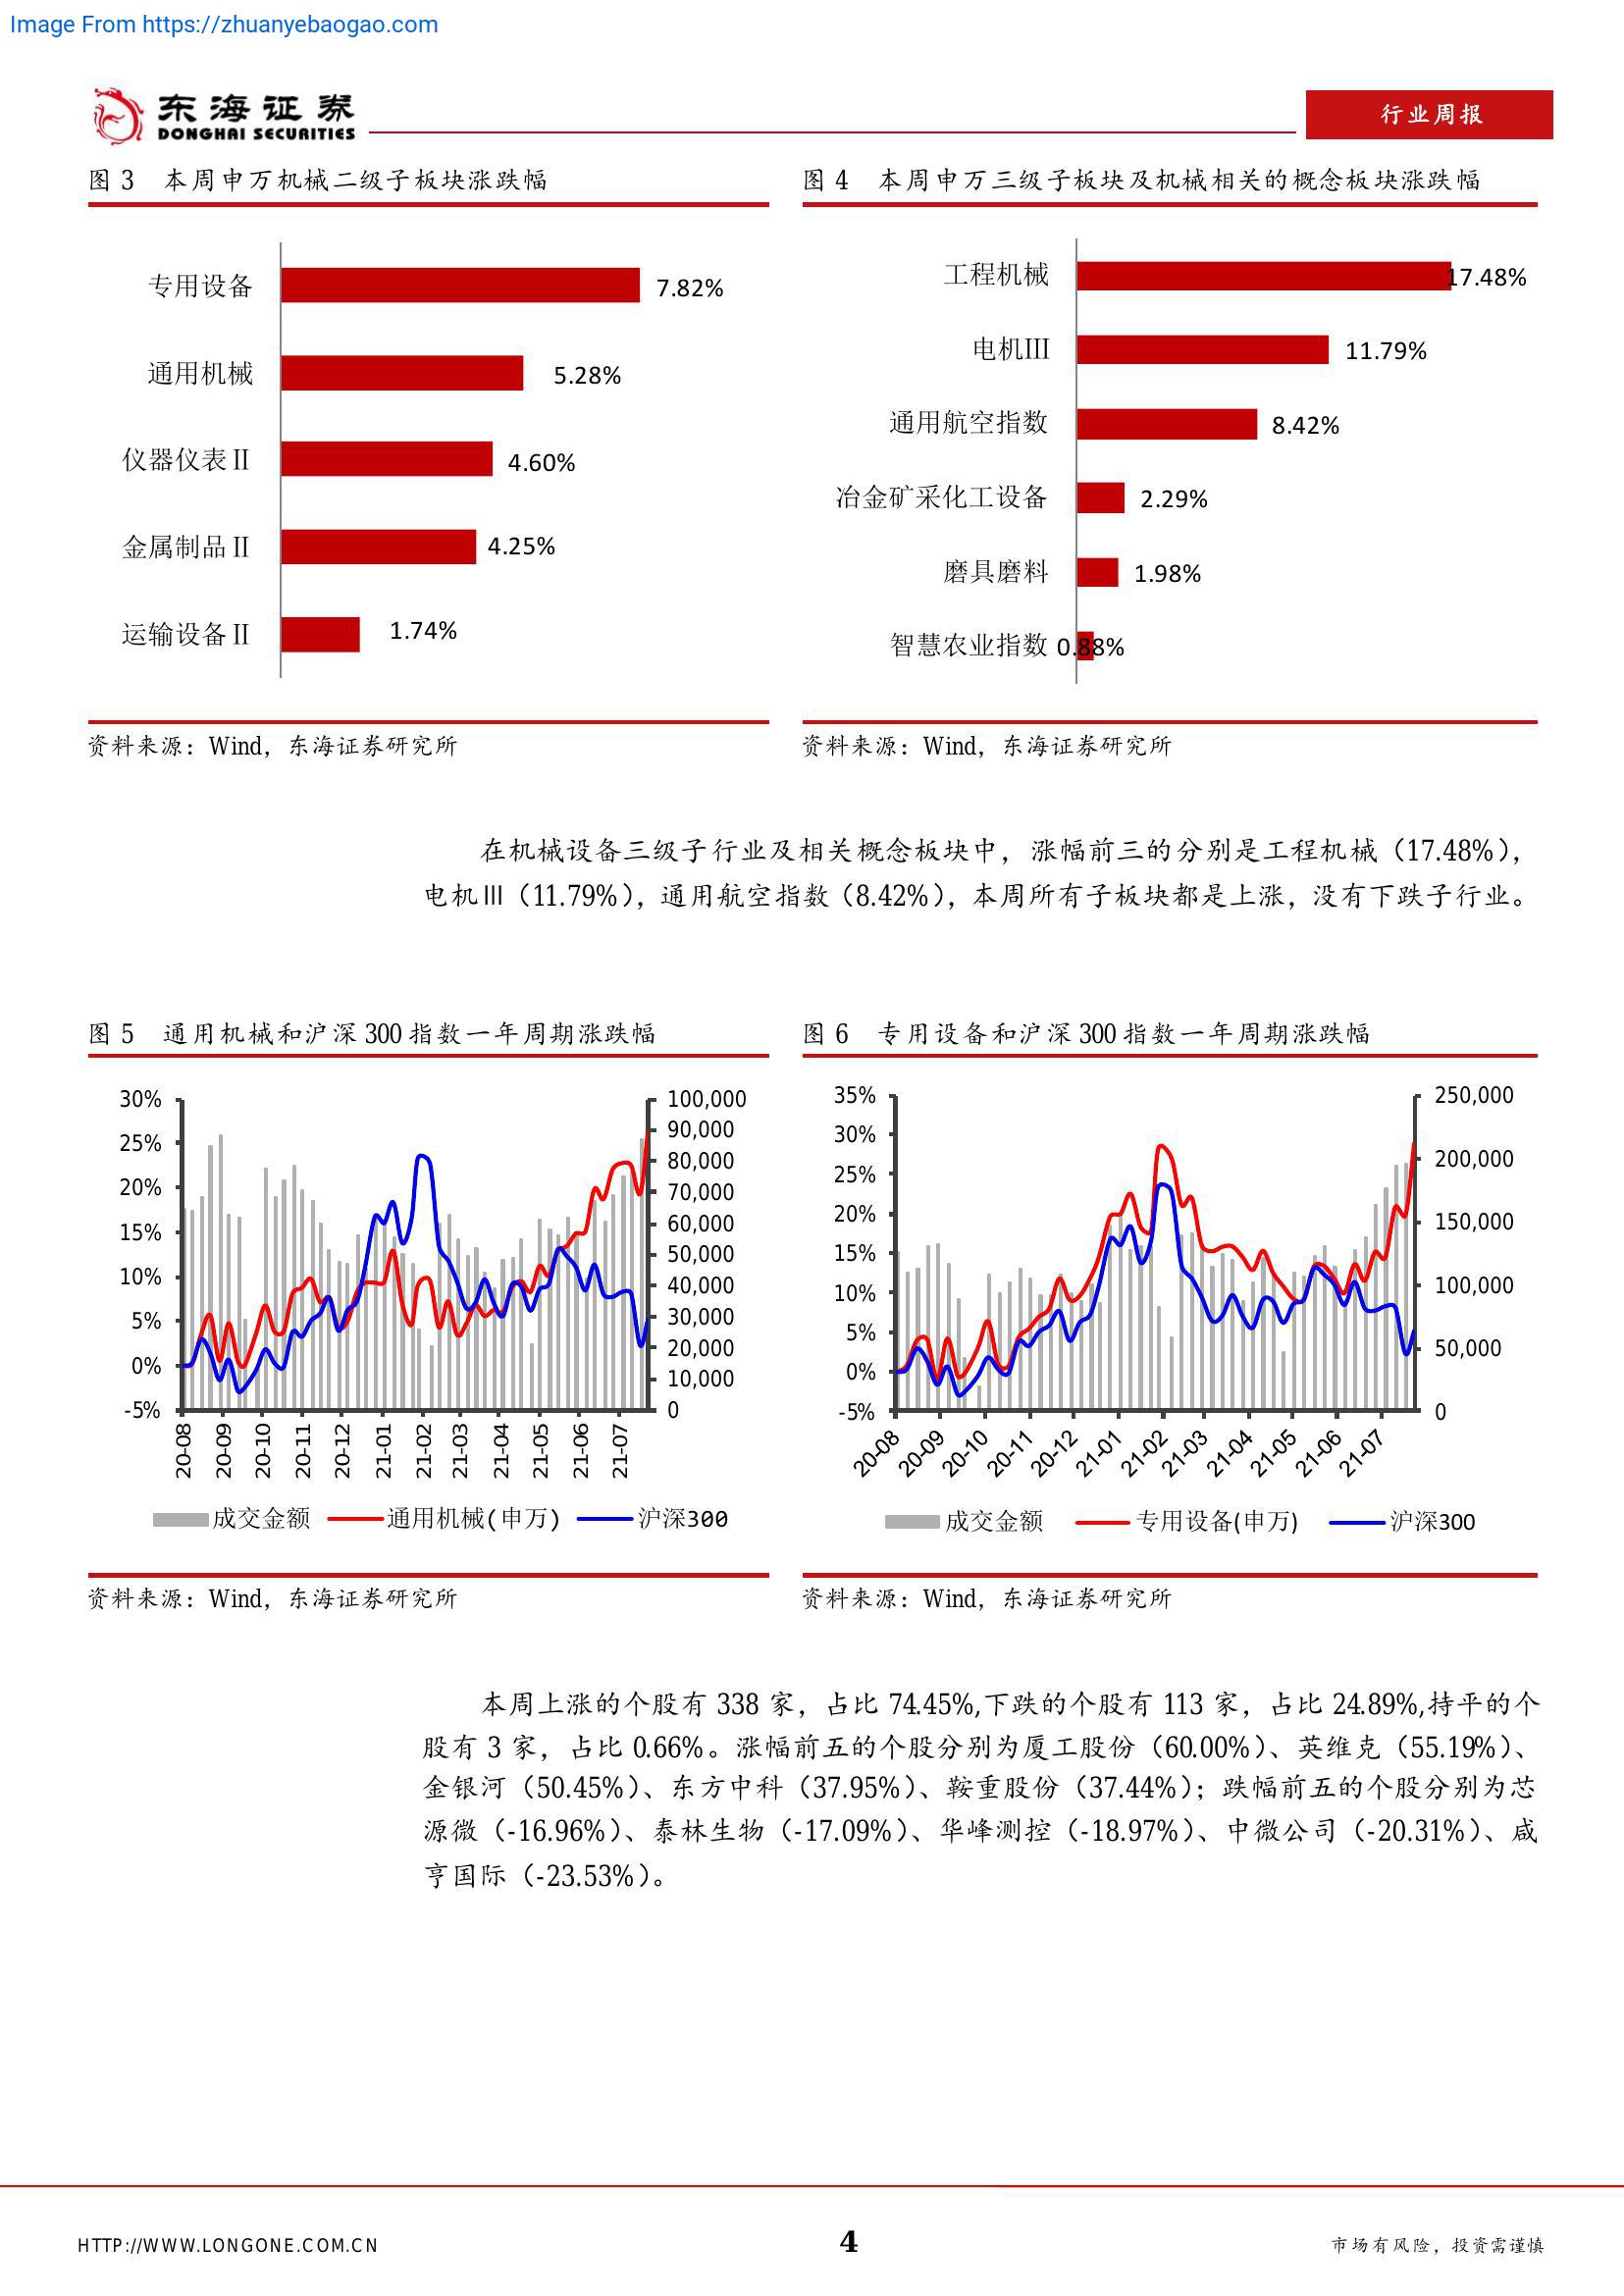 Image From https://zhuanyebaogao.com
东海证券
DONGHAI SECURITIES
行业周报
图 3 本周申万机械二级子板块涨跌幅
专用设备 7.82%
通用机械 5.28%
仪器仪表Ⅱ 4.60%
金属制品Ⅱ 4.25%
运输设备Ⅱ 1.74%
资料来源：Wind，东海证券研究所
图 4 本周申万三级子板块及机械相关的概念板块涨跌幅
工程机械 17.48%
电机Ⅲ 11.79%
通用航空指数 8.42%
冶金矿采化工设备 2.29%
磨具磨料 1.98%
智慧农业指数 0.88%
资料来源：Wind，东海证券研究所
在机械设备三级子行业及相关概念板块中，涨幅前三的分别是工程机械（17.48%），
电机Ⅲ（11.79%），通用航空指数（8.42%），本周所有子板块都是上涨，没有下跌子行业。
图 5 通用机械和沪深 300 指数一年周期涨跌幅
30%
25%
20%
15%
10%
5%
0%
-5%
100,000
90,000
80,000
70,000
60,000
50,000
40,000
30,000
20,000
10,000
0
20-08 20-09 20-10 20-11 20-12 21-01 21-02 21-03 21-04 21-05 21-06 21-07
成交金额 通用机械(申万) 沪深300
资料来源：Wind，东海证券研究所
图 6 专用设备和沪深 300 指数一年周期涨跌幅
35%
30%
25%
20%
15%
10%
5%
0%
-5%
250,000
200,000
150,000
100,000
50,000
0
20-08 20-09 20-10 20-11 20-12 21-01 21-02 21-03 21-04 21-05 21-06 21-07
成交金额 专用设备(申万) 沪深300
资料来源：Wind，东海证券研究所
本周上涨的个股有 338 家，占比 74.45%,下跌的个股有 113 家，占比 24.89%,持平的个
股有 3 家，占比 0.66%。涨幅前五的个股分别为厦工股份（60.00%）、英维克（55.19%）、
金银河（50.45%）、东方中科（37.95%）、鞍重股份（37.44%）；跌幅前五的个股分别为芯
源微（-16.96%）、泰林生物（-17.09%）、华峰测控（-18.97%）、中微公司（-20.31%）、咸
亨国际（-23.53%）。
HTTP://WWW.LONGONE.COM.CN
4
市场有风险，投资需谨慎